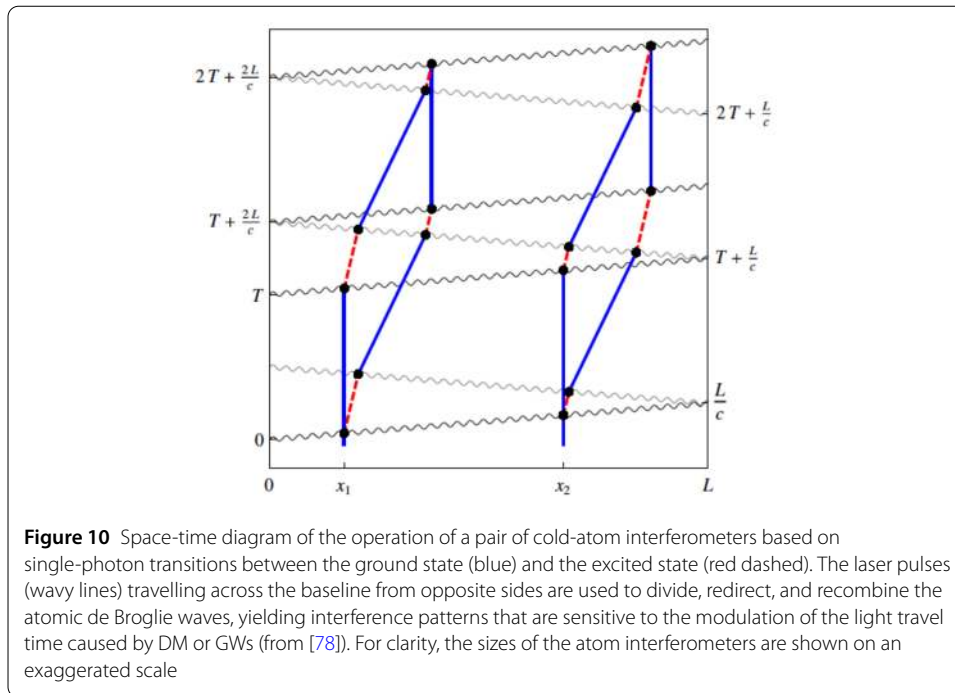 2T + 2L/c
2T + L/c
T + 2L/c
T + L/c
T
L/c
0
0 x₁ x₂ L
Figure 10 Space-time diagram of the operation of a pair of cold-atom interferometers based on
single-photon transitions between the ground state (blue) and the excited state (red dashed). The laser pulses
(wavy lines) travelling across the baseline from opposite sides are used to divide, redirect, and recombine the
atomic de Broglie waves, yielding interference patterns that are sensitive to the modulation of the light travel
time caused by DM or GWs (from [78]). For clarity, the sizes of the atom interferometers are shown on an
exaggerated scale